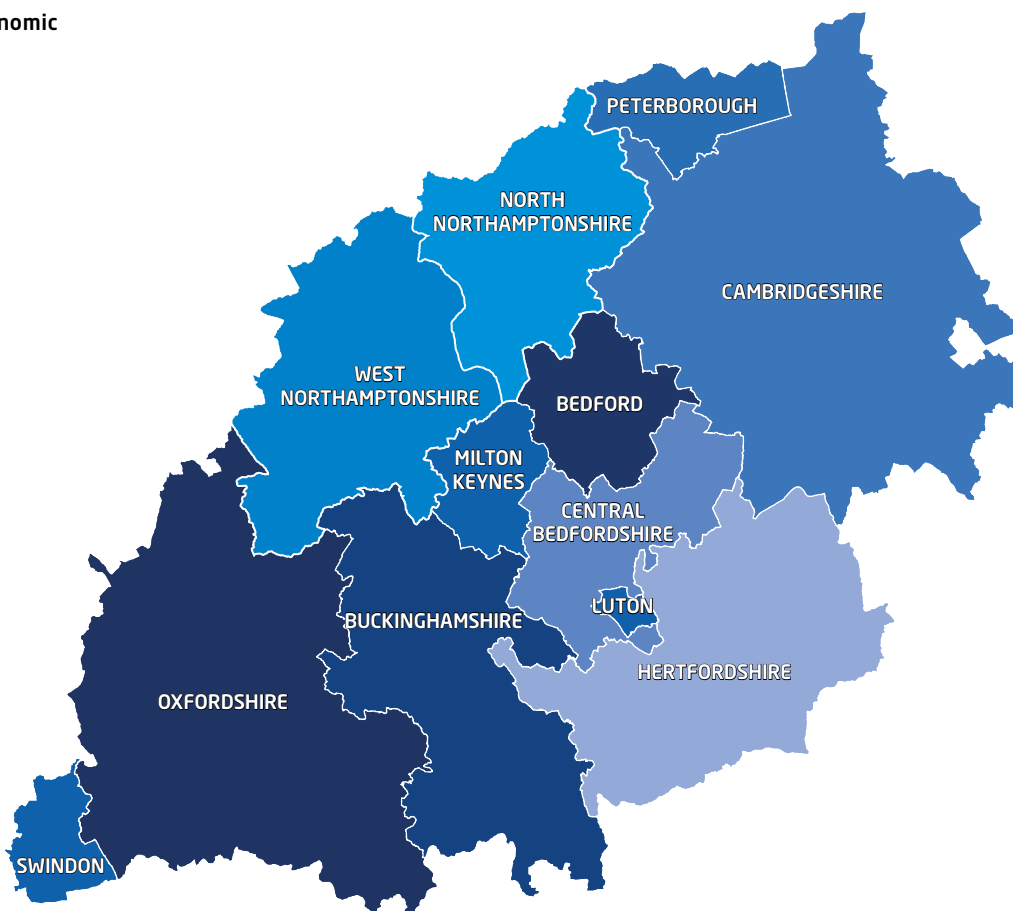 nomic
PETERBOROUGH
NORTH
NORTHAMPTONSHIRE
CAMBRIDGESHIRE
WEST
NORTHAMPTONSHIRE
BEDFORD
MILTON
KEYNES
CENTRAL
BEDFORDSHIRE
LUTON
BUCKINGHAMSHIRE
HERTFORDSHIRE
OXFORDSHIRE
SWINDON